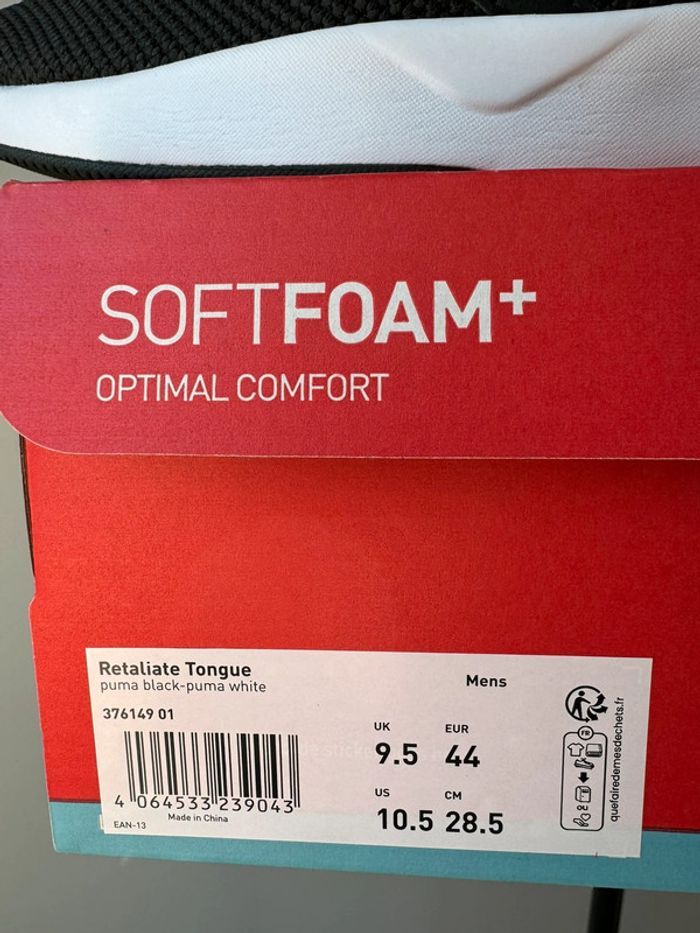 SOFTFOAM+
OPTIMAL COMFORT
Retaliate Tongue
puma black-puma white
Mens
376149 01
UK
9.5
EUR
44
US
10.5
CM
28.5
4 064533 239043
Made in China
EAN-13
FR
quefairedemesdechets.fr